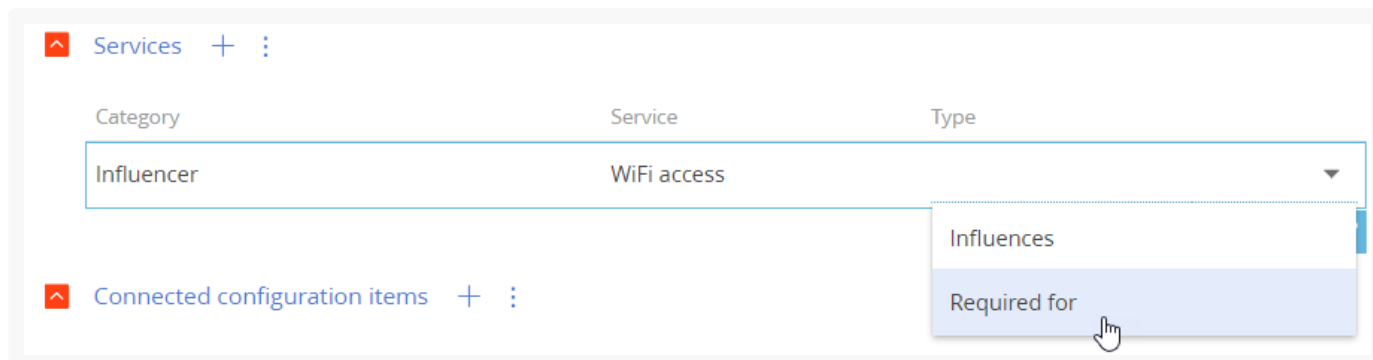 Services
Category Service Type
Influencer WiFi access
Influences
Connected configuration items
Required for